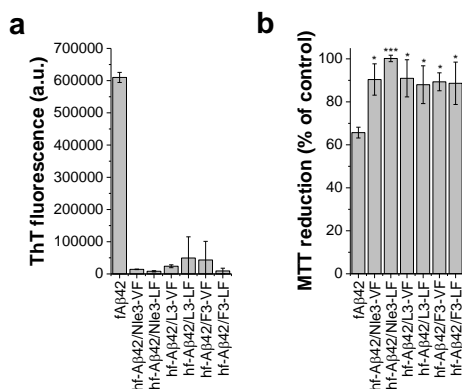 a
ThT fluorescence (a.u.)
700000
600000
500000
400000
300000
200000
100000
0
fAβ42
hf-Aβ42/Nle3-VF
hf-Aβ42/Nle3-LF
hf-Aβ42/L3-VF
hf-Aβ42/L3-LF
hf-Aβ42/F3-VF
hf-Aβ42/F3-LF
b
MTT reduction (% of control)
100
80
60
40
20
0
*
***
*
*
*
*
fAβ42
hf-Aβ42/Nle3-VF
hf-Aβ42/Nle3-LF
hf-Aβ42/L3-VF
hf-Aβ42/L3-LF
hf-Aβ42/F3-VF
hf-Aβ42/F3-LF